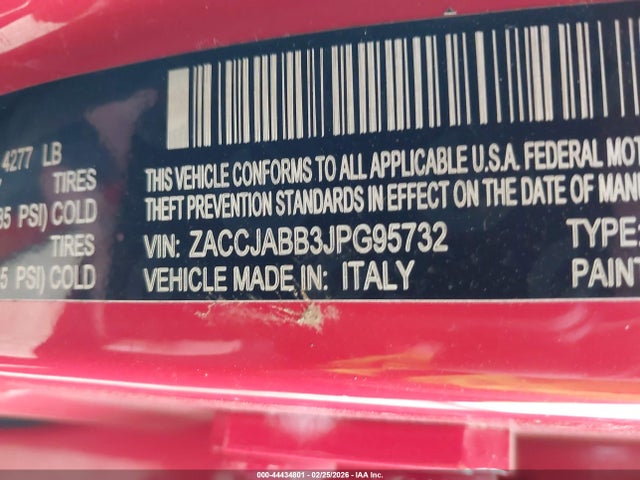 4277 LB
TIRES
35 PSI) COLD
TIRES
5 PSI) COLD
THIS VEHICLE CONFORMS TO ALL APPLICABLE U.S.A. FEDERAL MOT
THEFT PREVENTION STANDARDS IN EFFECT ON THE DATE OF MAN
VIN: ZACCJABB3JPG95732
TYPE:
VEHICLE MADE IN: ITALY
PAINT
000-44434801 - 02/25/2026 - IAA Inc.